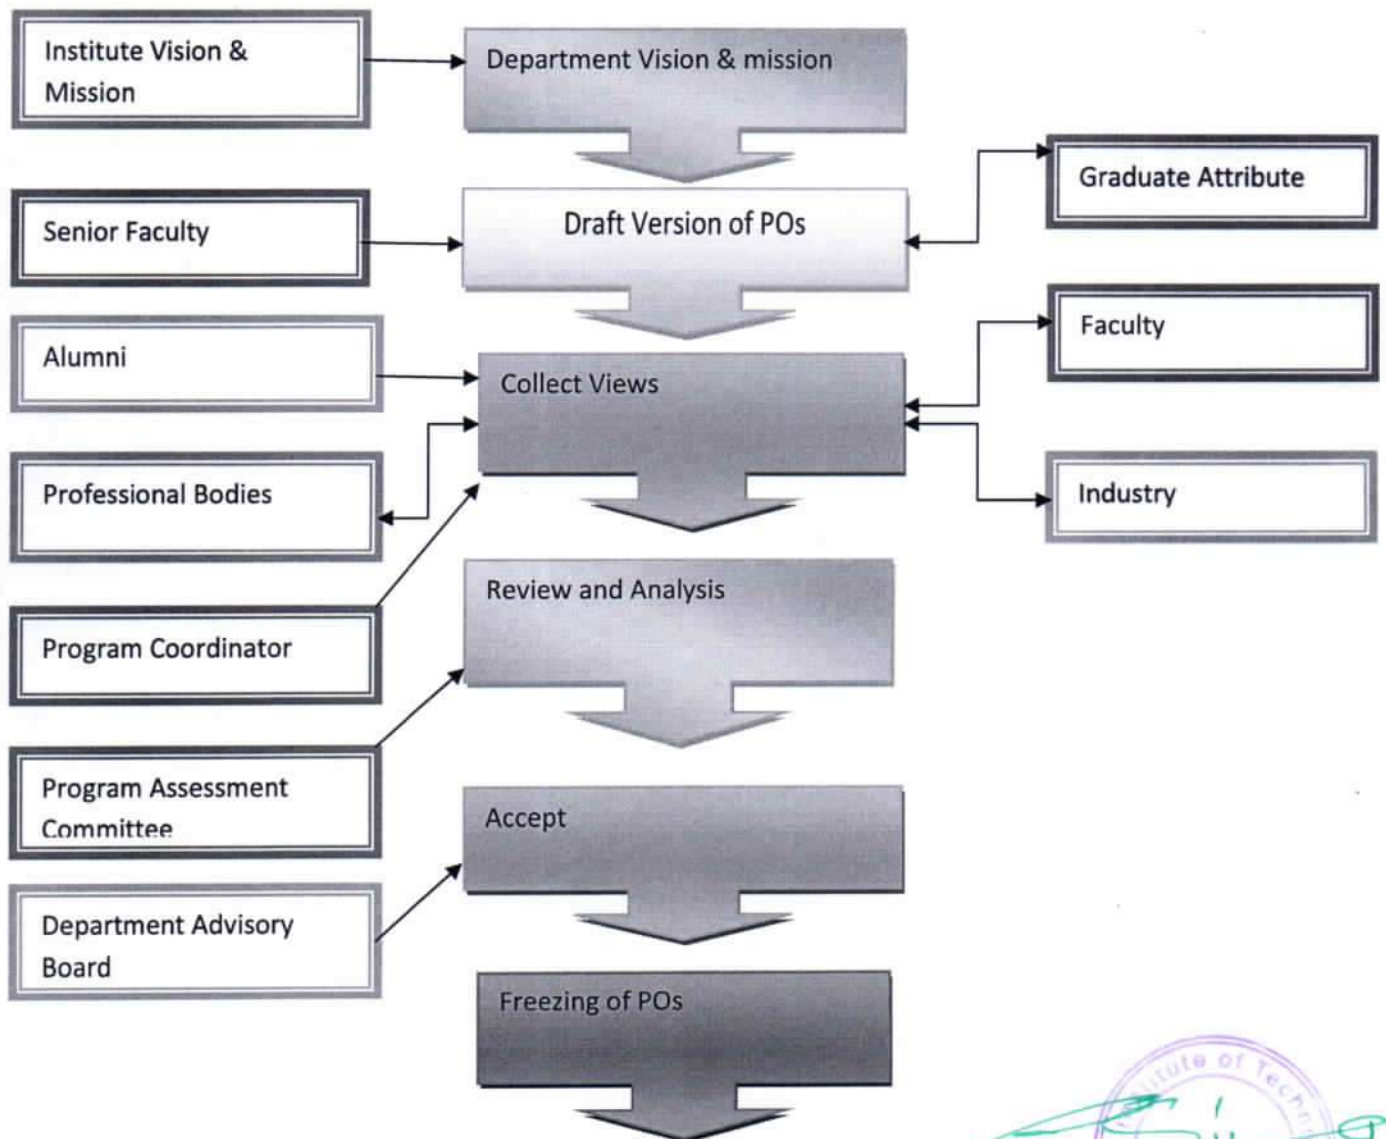 Institute Vision &
Mission
Department Vision & mission
Graduate Attribute
Senior Faculty
Draft Version of POs
Faculty
Alumni
Collect Views
Professional Bodies
Industry
Review and Analysis
Program Coordinator
Program Assessment
Committee
Accept
Department Advisory
Board
Freezing of POs
of